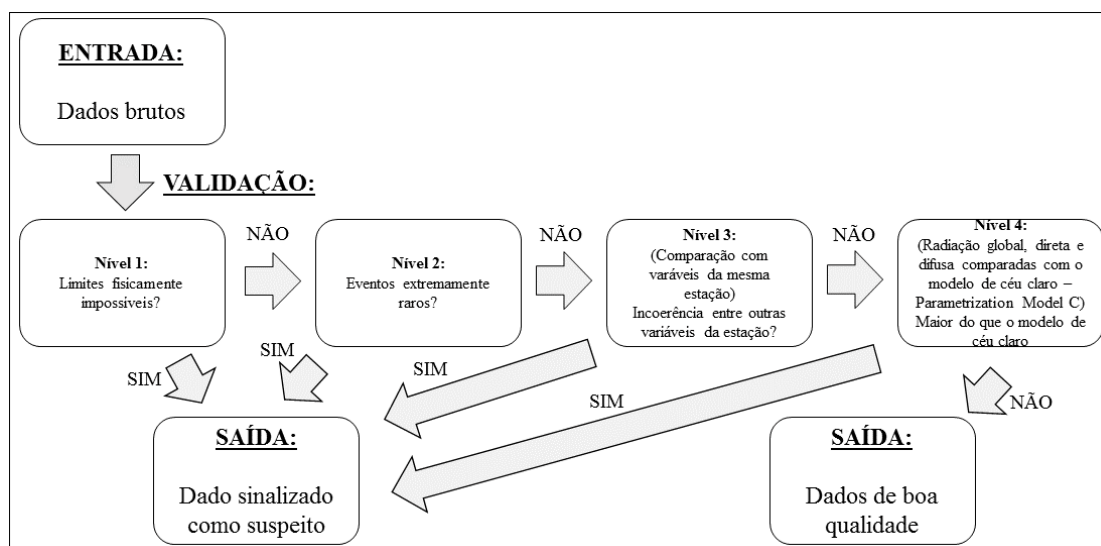 ENTRADA:
Dados brutos
VALIDAÇÃO:
Nível 1:
Limites fisicamente
impossíveis?
NÃO
Nível 2:
Eventos extremamente
raros?
NÃO
Nível 3:
(Comparação com
varáveis da mesma
estação)
Incoerência entre outras
variáveis da estação?
NÃO
Nível 4:
(Radiação global, direta e
difusa comparadas com o
modelo de céu claro –
Parametrization Model C)
Maior do que o modelo de
céu claro
SIM
SIM
SIM
SIM
NÃO
SAÍDA:
Dado sinalizado
como suspeito
SAÍDA:
Dados de boa
qualidade